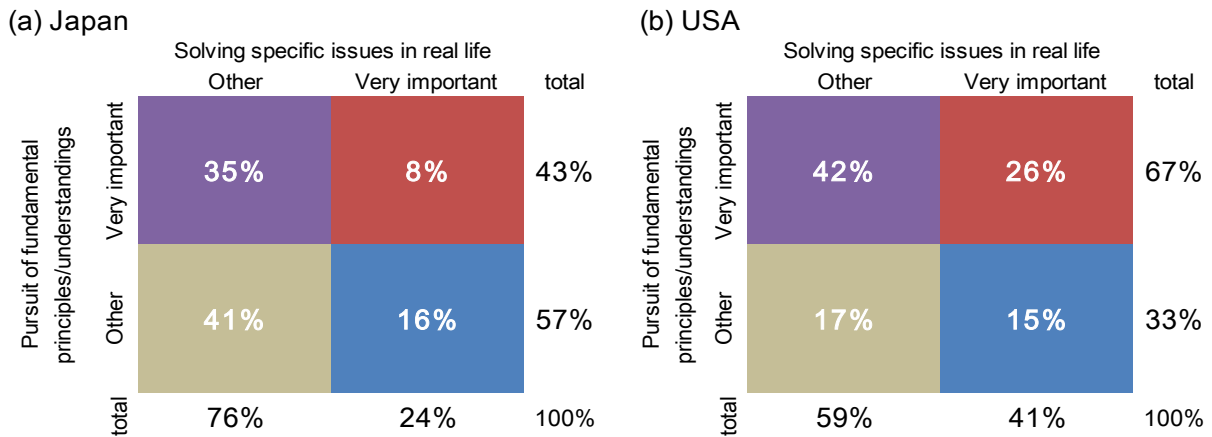 (a) Japan
Solving specific issues in real life
Other Very important total
Pursuit of fundamental
principles/understandings
Very important
35% 8% 43%
Other
41% 16% 57%
total
76% 24% 100%
(b) USA
Solving specific issues in real life
Other Very important total
Pursuit of fundamental
principles/understandings
Very important
42% 26% 67%
Other
17% 15% 33%
total
59% 41% 100%